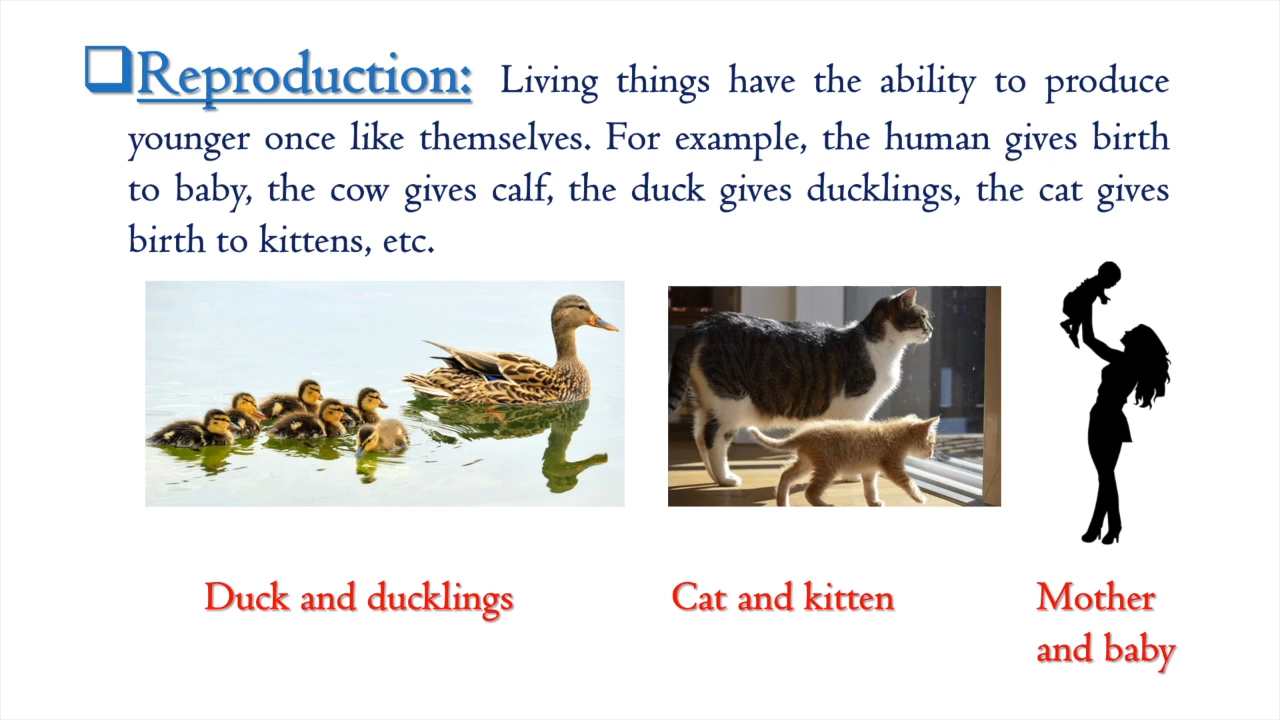 ❑Reproduction: Living things have the ability to produce
younger once like themselves. For example, the human gives birth
to baby, the cow gives calf, the duck gives ducklings, the cat gives
birth to kittens, etc.
Duck and ducklings
Cat and kitten
Mother
and baby